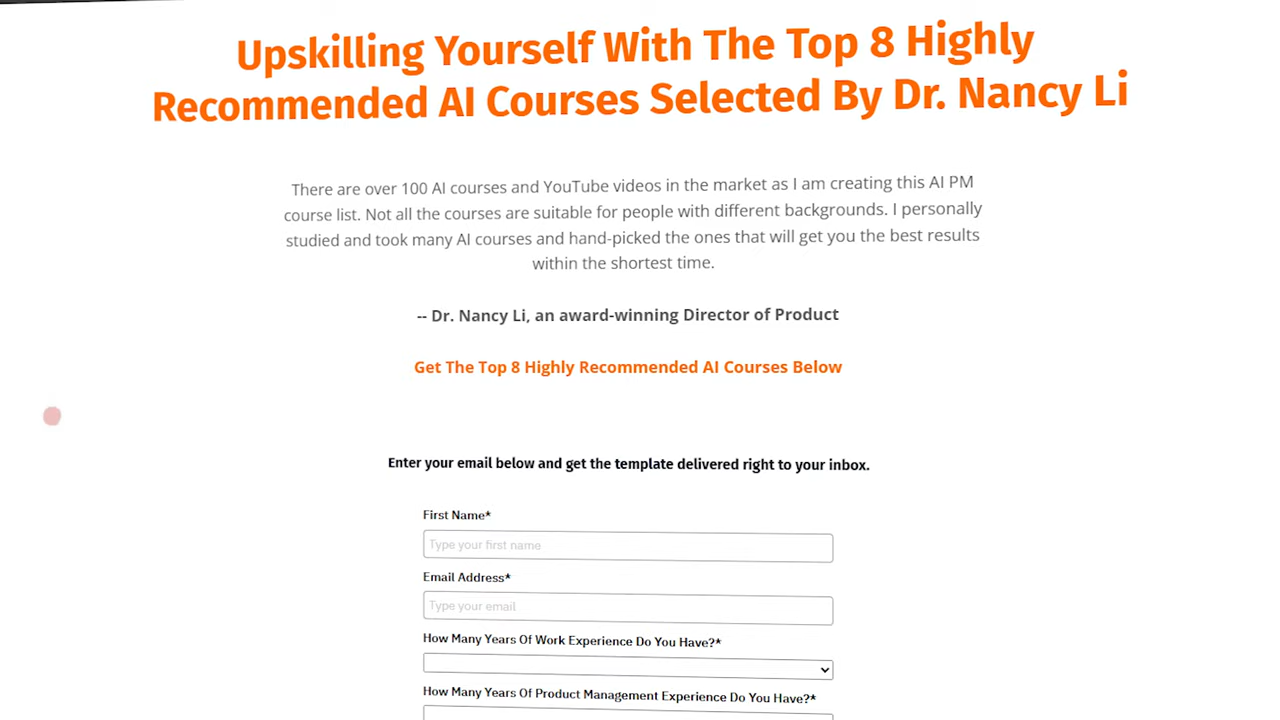 Upskilling Yourself With The Top 8 Highly
Recommended AI Courses Selected By Dr. Nancy Li
There are over 100 AI courses and YouTube videos in the market as I am creating this AI PM
course list. Not all the courses are suitable for people with different backgrounds. I personally
studied and took many AI courses and hand-picked the ones that will get you the best results
within the shortest time.
-- Dr. Nancy Li, an award-winning Director of Product
Get The Top 8 Highly Recommended AI Courses Below
Enter your email below and get the template delivered right to your inbox.
First Name*
Type your first name
Email Address*
Type your email
How Many Years Of Work Experience Do You Have?*
How Many Years Of Product Management Experience Do You Have?*